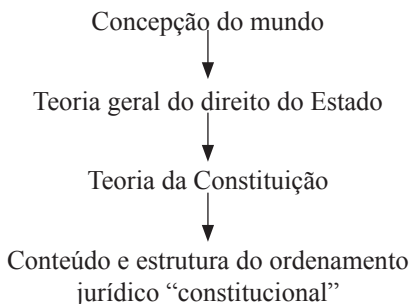 Concepção do mundo
Teoria geral do direito do Estado
Teoria da Constituição
Conteúdo e estrutura do ordenamento
jurídico “constitucional”